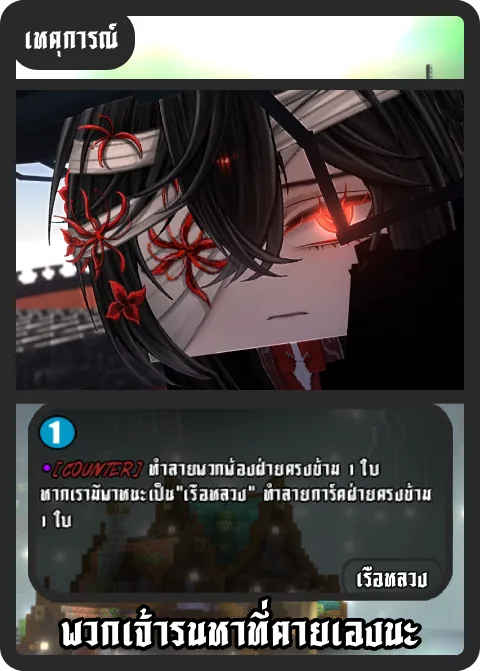 เหตุการณ์
1
•[COUNTER] ทำลายพวกพ้องฝ่ายตรงข้าม 1 ใบ
หากเรามีพาหนะเป็น"เรือหลวง" ทำลายการ์ดฝ่ายตรงข้าม
1 ใบ
เรือหลวง
พวกเจ้ารนหาที่ตายเองนะ